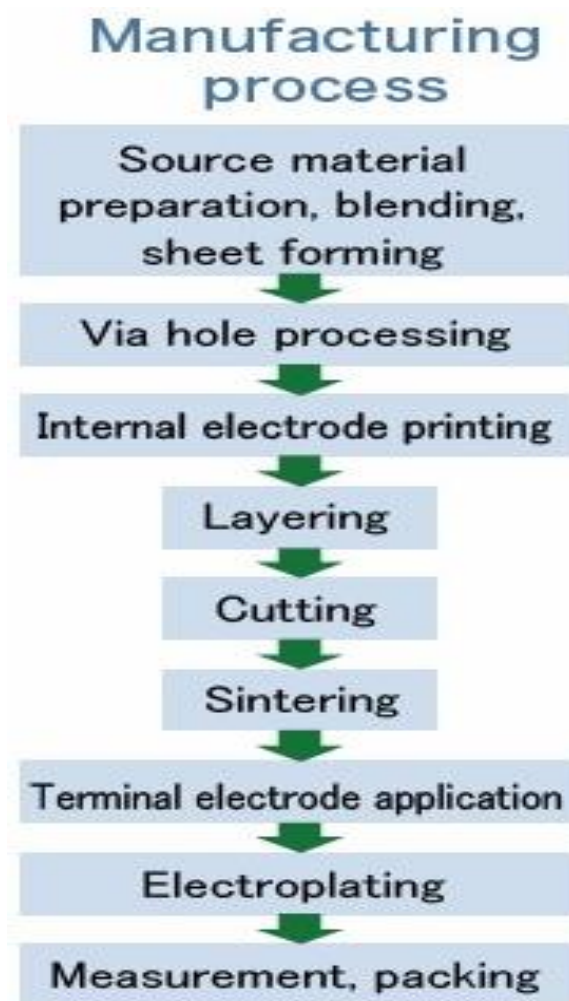 Manufacturing
process
Source material
preparation, blending,
sheet forming
Via hole processing
Internal electrode printing
Layering
Cutting
Sintering
Terminal electrode application
Electroplating
Measurement, packing